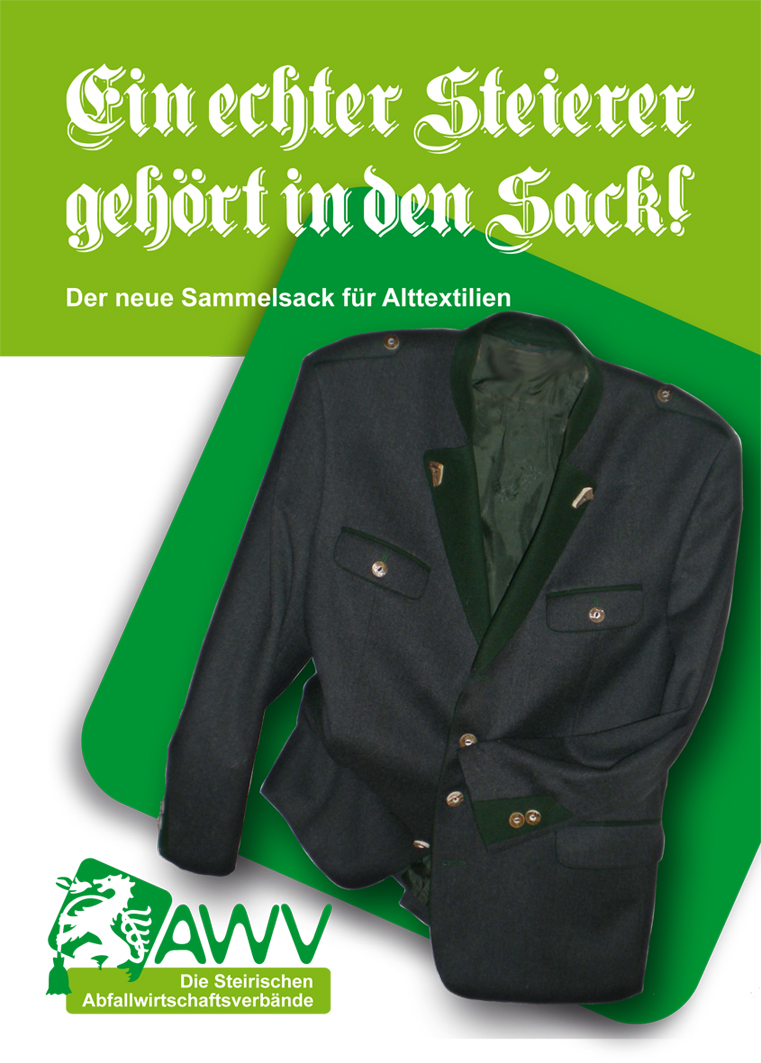 Ein echter Steierer
gehört in den Sack!
Der neue Sammelsack für Alttextilien
AWV
Die Steirischen
Abfallwirtschaftsverbände